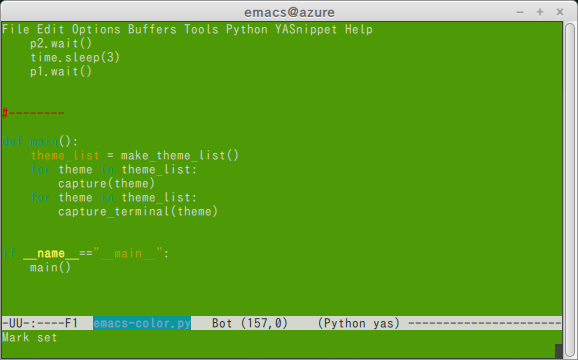 emacs@azure
File Edit Options Buffers Tools Python YASnippet Help
    p2.wait()
    time.sleep(3)
    p1.wait()
#--------
def main():
    theme_list = make_theme_list()
    for theme in theme_list:
        capture(theme)
    for theme in theme_list:
        capture_terminal(theme)
if __name__=="__main__":
    main()
-UU-:----F1  emacs-color.py   Bot (157,0)    (Python yas) ----------------------
Mark set